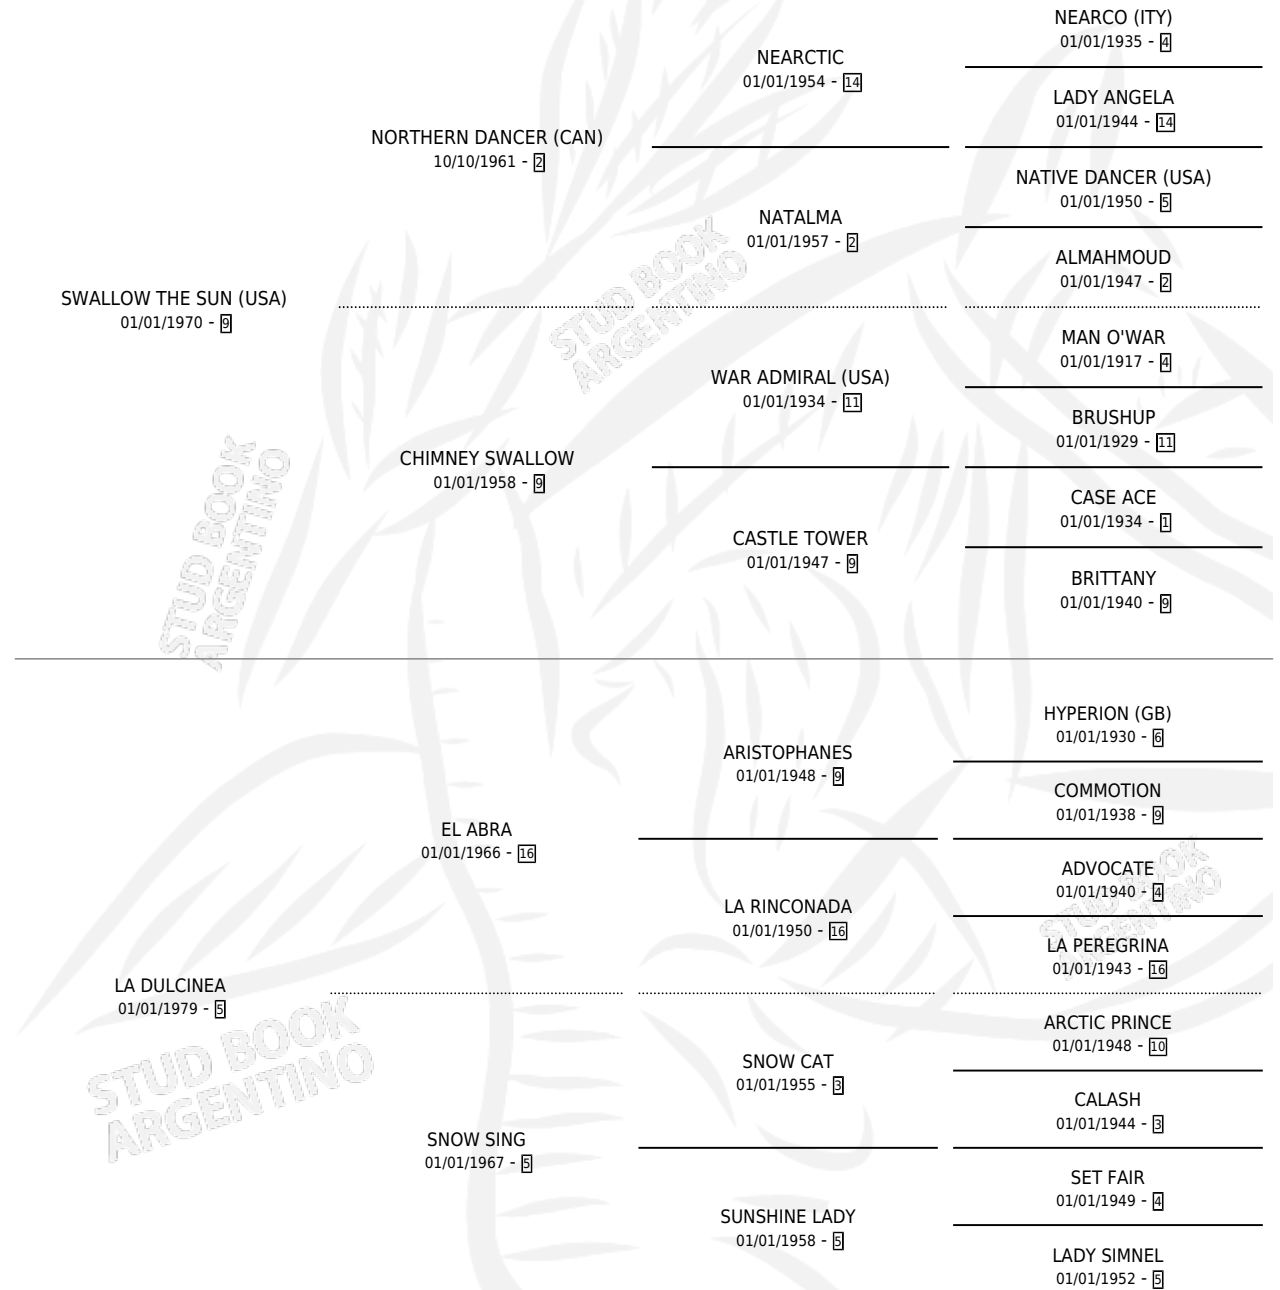 NEARCO (ITY)
01/01/1935 - 4
NEARCTIC
01/01/1954 - 14
LADY ANGELA
01/01/1944 - 14
NORTHERN DANCER (CAN)
10/10/1961 - 2
NATIVE DANCER (USA)
01/01/1950 - 5
NATALMA
01/01/1957 - 2
ALMAHMOUD
01/01/1947 - 2
SWALLOW THE SUN (USA)
01/01/1970 - 9
MAN O'WAR
01/01/1917 - 4
WAR ADMIRAL (USA)
01/01/1934 - 11
BRUSHUP
01/01/1929 - 11
CHIMNEY SWALLOW
01/01/1958 - 9
CASE ACE
01/01/1934 - 1
CASTLE TOWER
01/01/1947 - 9
BRITTANY
01/01/1940 - 9
STUD BOOK
ARGENTINO
STUD BOOK
ARGENTINO
HYPERION (GB)
01/01/1930 - 6
ARISTOPHANES
01/01/1948 - 9
COMMOTION
01/01/1938 - 9
EL ABRA
01/01/1966 - 16
ADVOCATE
01/01/1940 - 4
LA RINCONADA
01/01/1950 - 16
LA PEREGRINA
01/01/1943 - 16
LA DULCINEA
01/01/1979 - 5
ARCTIC PRINCE
01/01/1948 - 10
SNOW CAT
01/01/1955 - 3
CALASH
01/01/1944 - 3
SNOW SING
01/01/1967 - 5
SET FAIR
01/01/1949 - 4
SUNSHINE LADY
01/01/1958 - 5
LADY SIMNEL
01/01/1952 - 5
STUD BOOK
ARGENTINO
STUD BOOK
ARGENTINO